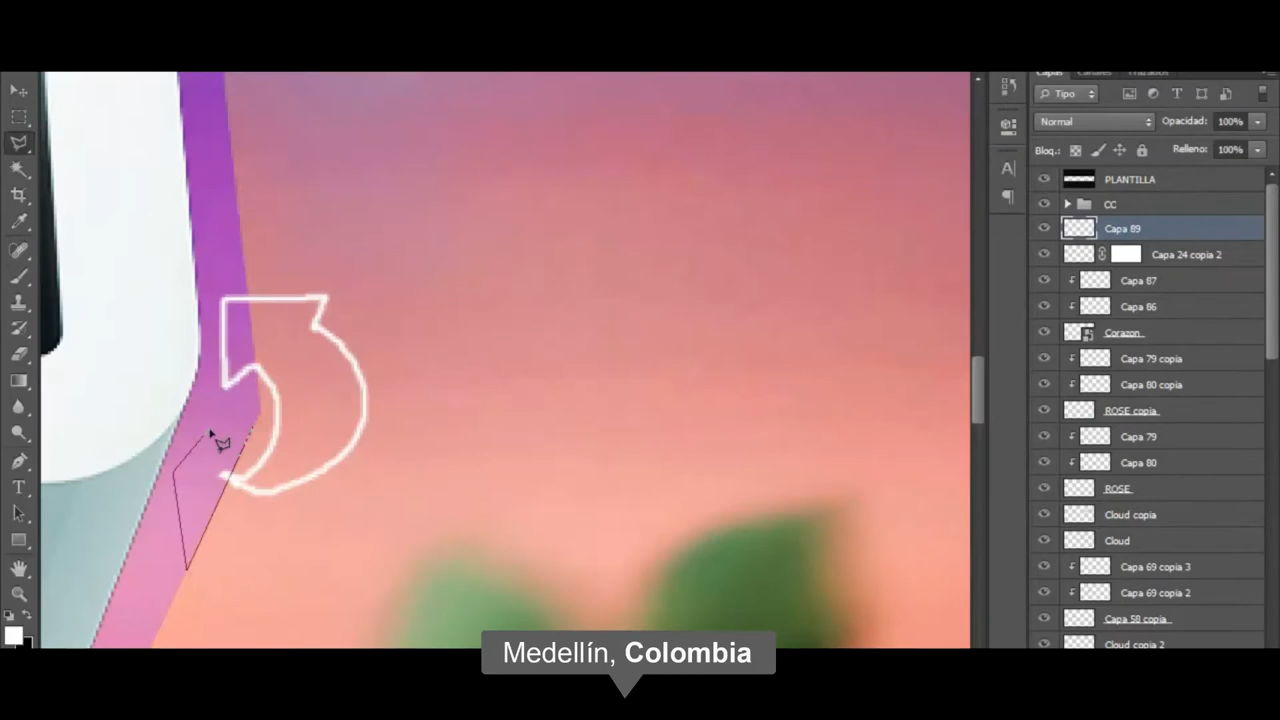 Capas Canales Trazados
Tipo
Normal Opacidad: 100%
Bloq.: Relleno: 100%
PLANTILLA
CC
Capa 89
Capa 24 copia 2
Capa 87
Capa 86
Corazon
Capa 79 copia
Capa 80 copia
ROSE copia
Capa 79
Capa 80
ROSE
Cloud copia
Cloud
Capa 69 copia 3
Capa 69 copia 2
Capa 58 copia
Cloud copia 2
Medellín, Colombia